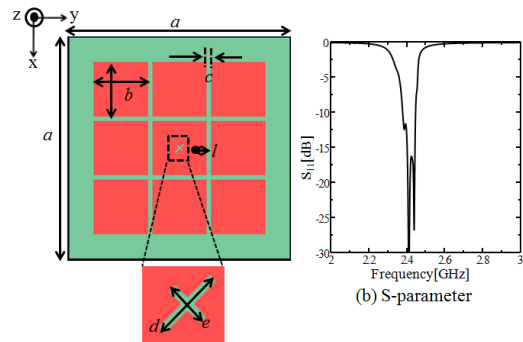 z
y
x
a
a
b
c
l
d
e
0
-5
-10
-15
-20
-25
-30
S11[dB]
2 2.2 2.4 2.6 2.8 3
Frequency[GHz]
(b) S-parameter